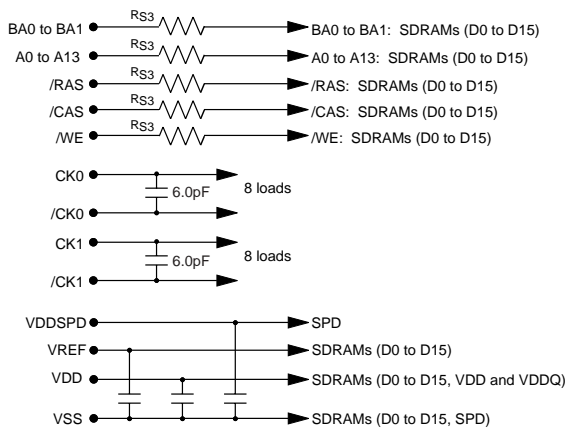 BA0 to BA1 RS3 BA0 to BA1: SDRAMs (D0 to D15)
A0 to A13 RS3 A0 to A13: SDRAMs (D0 to D15)
/RAS RS3 /RAS: SDRAMs (D0 to D15)
/CAS RS3 /CAS: SDRAMs (D0 to D15)
/WE RS3 /WE: SDRAMs (D0 to D15)
CK0
6.0pF 8 loads
/CK0
CK1
6.0pF 8 loads
/CK1
VDDSPD SPD
VREF SDRAMs (D0 to D15)
VDD SDRAMs (D0 to D15, VDD and VDDQ)
VSS SDRAMs (D0 to D15, SPD)